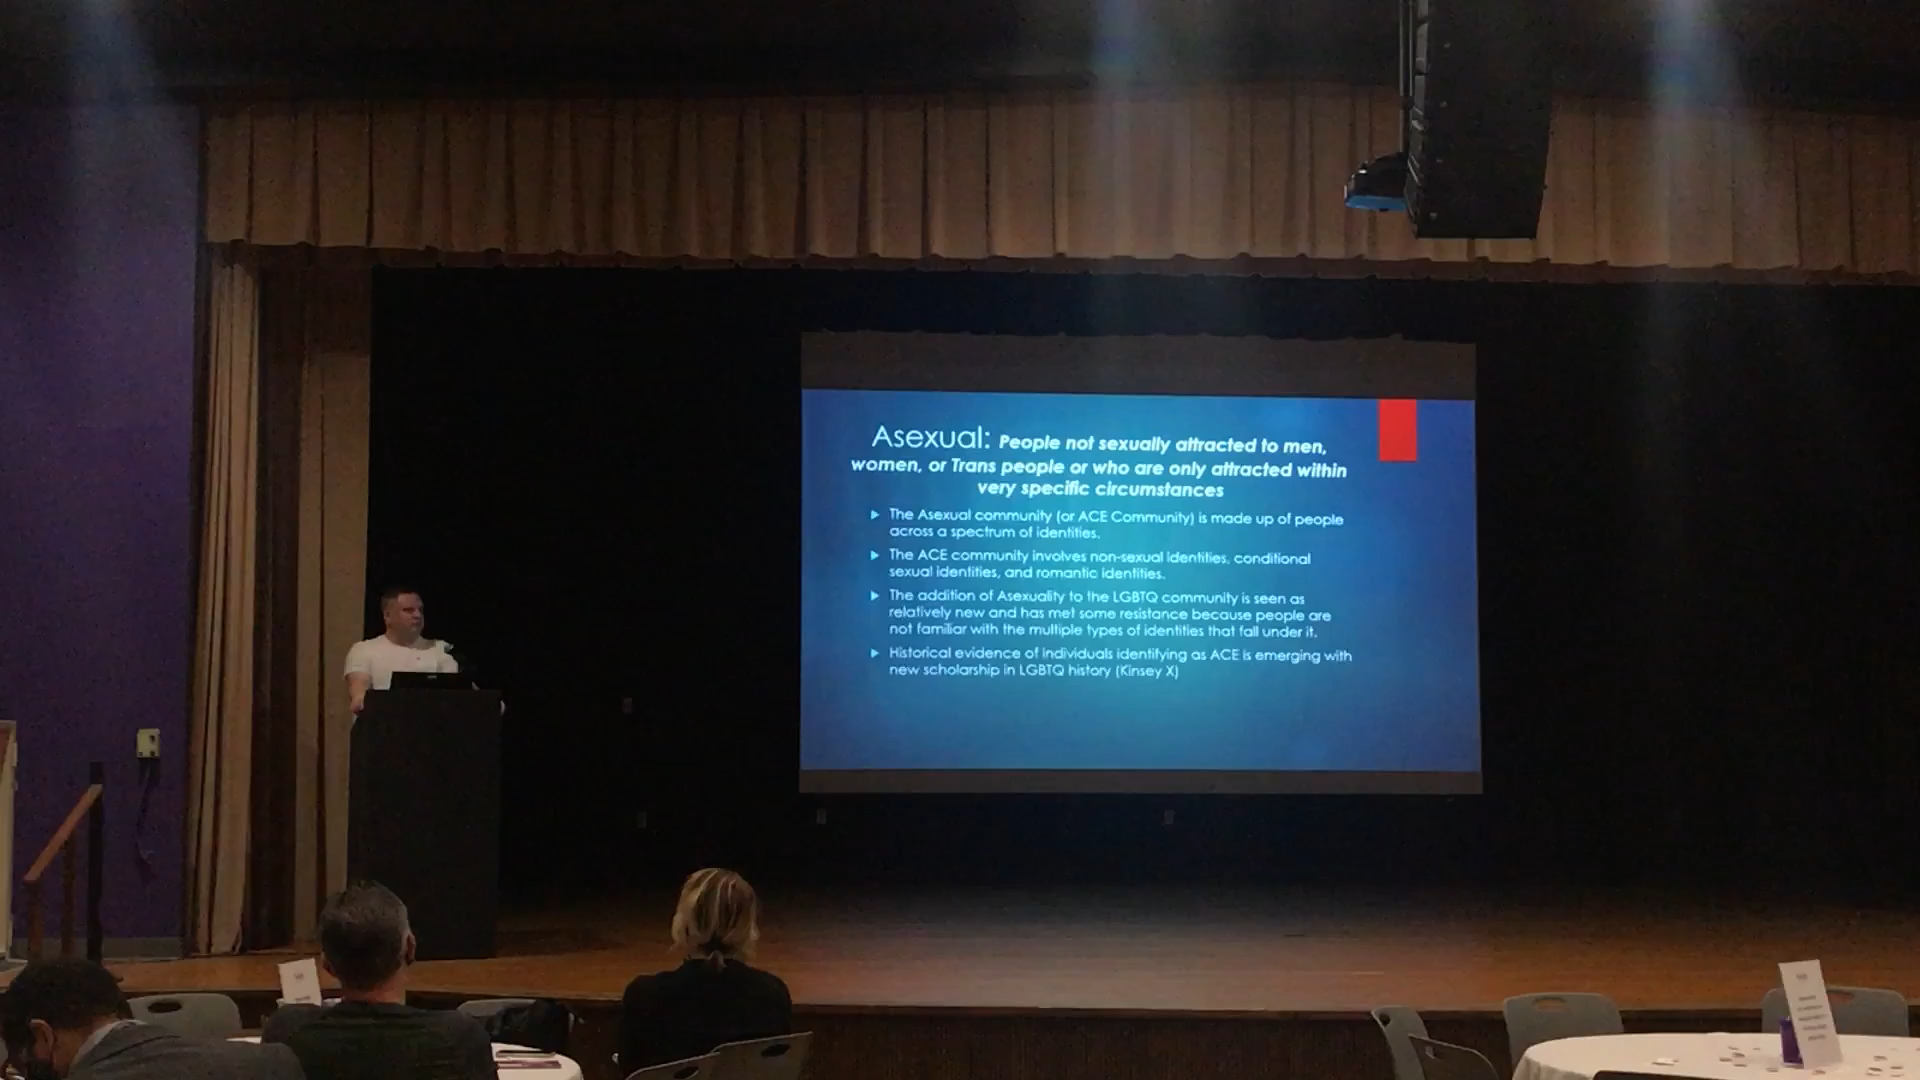 Asexual: People not sexually attracted to men,
women, or Trans people or who are only attracted within
very specific circumstances
The Asexual community (or ACE Community) is made up of people
across a spectrum of identities.
The ACE community involves non-sexual identities, conditional
sexual identities, and romantic identities.
The addition of Asexuality to the LGBTQ community is seen as
relatively new and has met some resistance because people are
not familiar with the multiple types of identities that fall under it.
Historical evidence of individuals identifying as ACE is emerging with
new scholarship in LGBTQ history (Kinsey X)